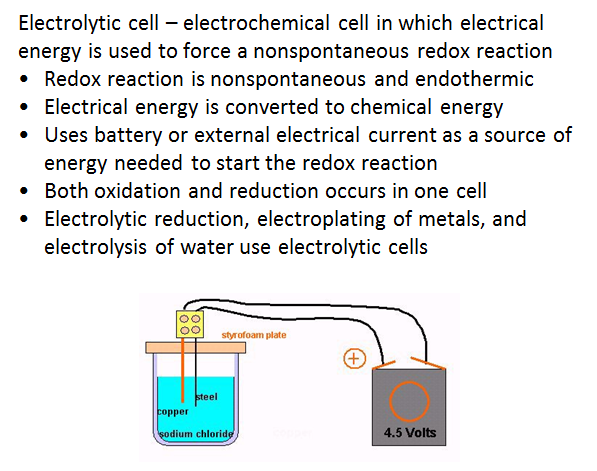 Electrolytic cell – electrochemical cell in which electrical
energy is used to force a nonspontaneous redox reaction
• Redox reaction is nonspontaneous and endothermic
• Electrical energy is converted to chemical energy
• Uses battery or external electrical current as a source of
energy needed to start the redox reaction
• Both oxidation and reduction occurs in one cell
• Electrolytic reduction, electroplating of metals, and
electrolysis of water use electrolytic cells
styrofoam plate
+
steel
copper
sodium chloride
4.5 Volts